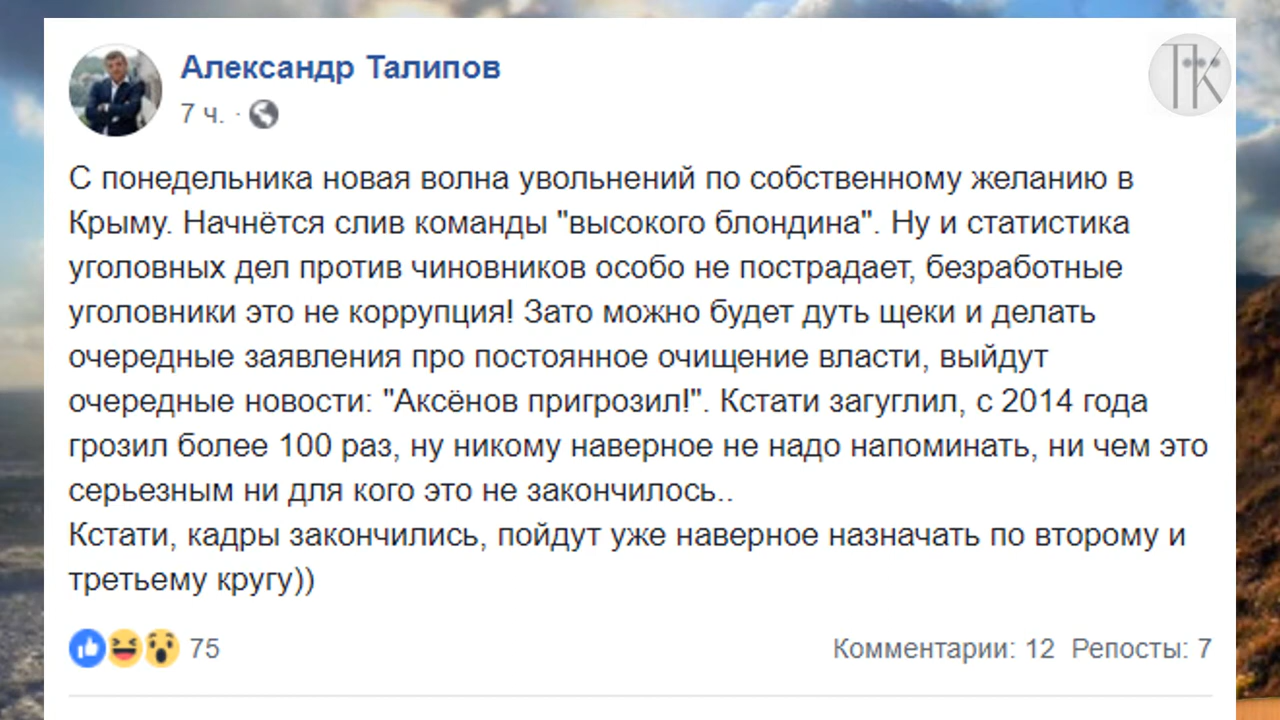 Александр Талипов
7 ч. ·
ПК
С понедельника новая волна увольнений по собственному желанию в
Крыму. Начнётся слив команды "высокого блондина". Ну и статистика
уголовных дел против чиновников особо не пострадает, безработные
уголовники это не коррупция! Зато можно будет дуть щеки и делать
очередные заявления про постоянное очищение власти, выйдут
очередные новости: "Аксёнов пригрозил!". Кстати загуглил, с 2014 года
грозил более 100 раз, ну никому наверное не надо напоминать, ни чем это
серьезным ни для кого это не закончилось..
Кстати, кадры закончились, пойдут уже наверное назначать по второму и
третьему кругу))
75
Комментарии: 12 Репосты: 7